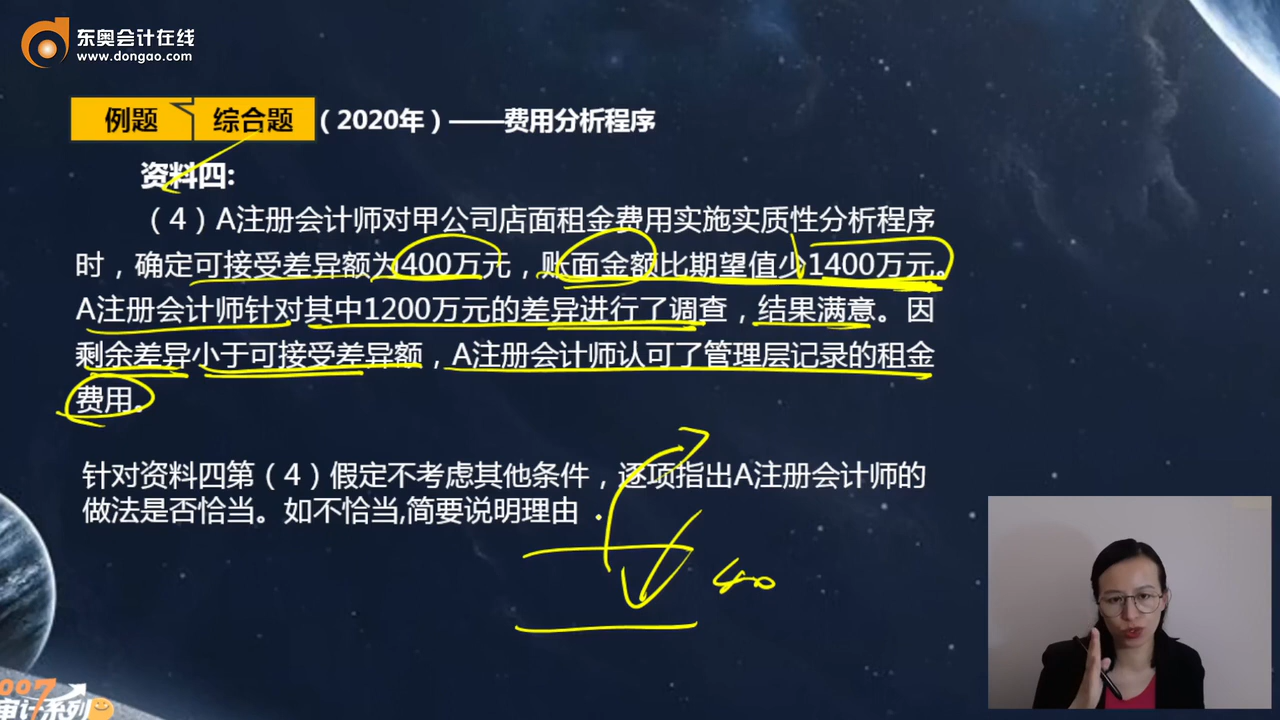 东奥会计在线
www.dongao.com
例题 综合题 （2020年）——费用分析程序
资料四:
（4）A注册会计师对甲公司店面租金费用实施实质性分析程序
时，确定可接受差异额为400万元，账面金额比期望值少1400万元。
A注册会计师针对其中1200万元的差异进行了调查，结果满意。因
剩余差异小于可接受差异额，A注册会计师认可了管理层记录的租金
费用。
针对资料四第（4）假定不考虑其他条件，逐项指出A注册会计师的
做法是否恰当。如不恰当,简要说明理由 .
400
007
审计系列